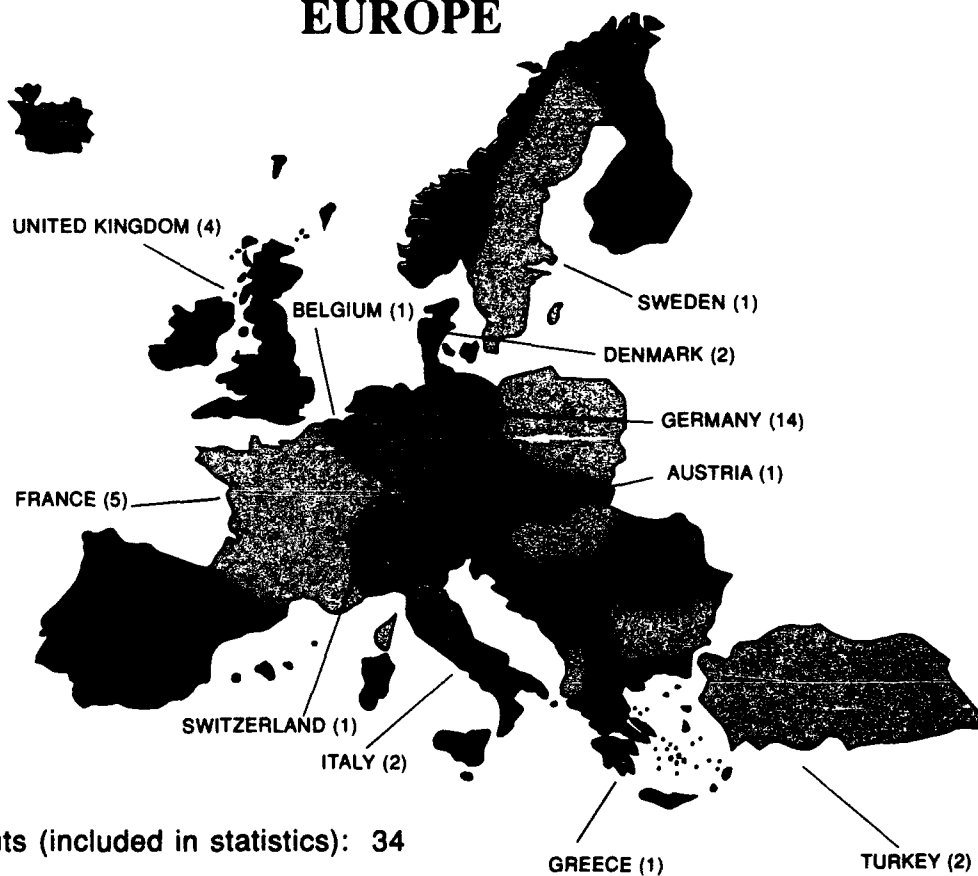 EUROPE
UNITED KINGDOM (4)
BELGIUM (1)
SWEDEN (1)
DENMARK (2)
GERMANY (14)
AUSTRIA (1)
FRANCE (5)
SWITZERLAND (1)
ITALY (2)
(included in statistics): 34
GREECE (1)
TURKEY (2)